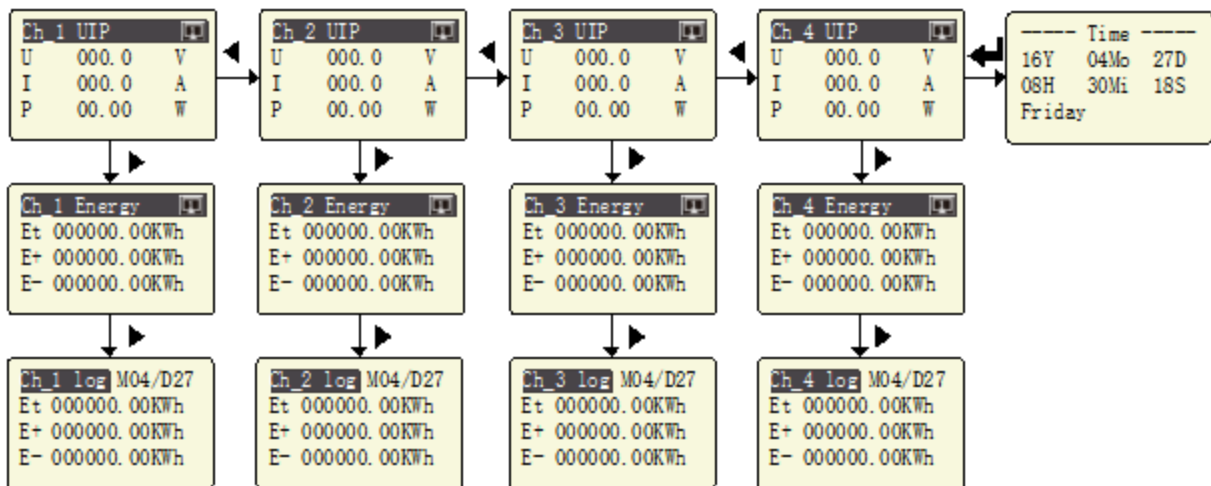 Ch_1 UIP
U 000.0 V
I 000.0 A
P 00.00 W
Ch_2 UIP
U 000.0 V
I 000.0 A
P 00.00 W
Ch_3 UIP
U 000.0 V
I 000.0 A
P 00.00 W
Ch_4 UIP
U 000.0 V
I 000.0 A
P 00.00 W
----- Time -----
16Y 04Mo 27D
08H 30Mi 18S
Friday
Ch_1 Energy
Et 000000.00KWh
E+ 000000.00KWh
E- 000000.00KWh
Ch_2 Energy
Et 000000.00KWh
E+ 000000.00KWh
E- 000000.00KWh
Ch_3 Energy
Et 000000.00KWh
E+ 000000.00KWh
E- 000000.00KWh
Ch_4 Energy
Et 000000.00KWh
E+ 000000.00KWh
E- 000000.00KWh
Ch_1 log M04/D27
Et 000000.00KWh
E+ 000000.00KWh
E- 000000.00KWh
Ch_2 log M04/D27
Et 000000.00KWh
E+ 000000.00KWh
E- 000000.00KWh
Ch_3 log M04/D27
Et 000000.00KWh
E+ 000000.00KWh
E- 000000.00KWh
Ch_4 log M04/D27
Et 000000.00KWh
E+ 000000.00KWh
E- 000000.00KWh